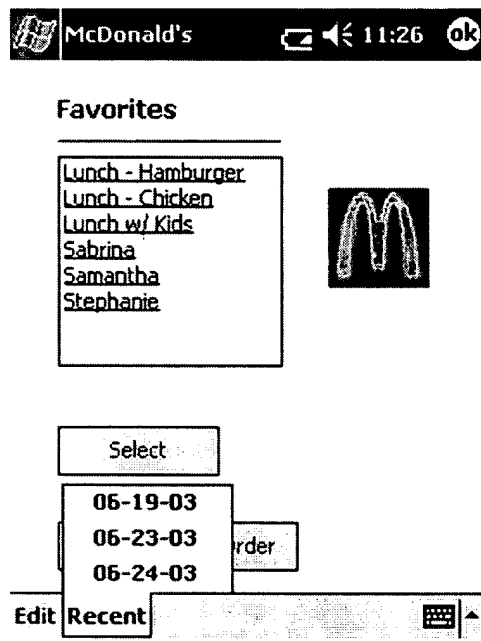 McDonald's 11:26 ok
Favorites
Lunch - Hamburger
Lunch - Chicken
Lunch w/ Kids
Sabrina
Samantha
Stephanie
Select
06-19-03
06-23-03
06-24-03
rder
Edit Recent